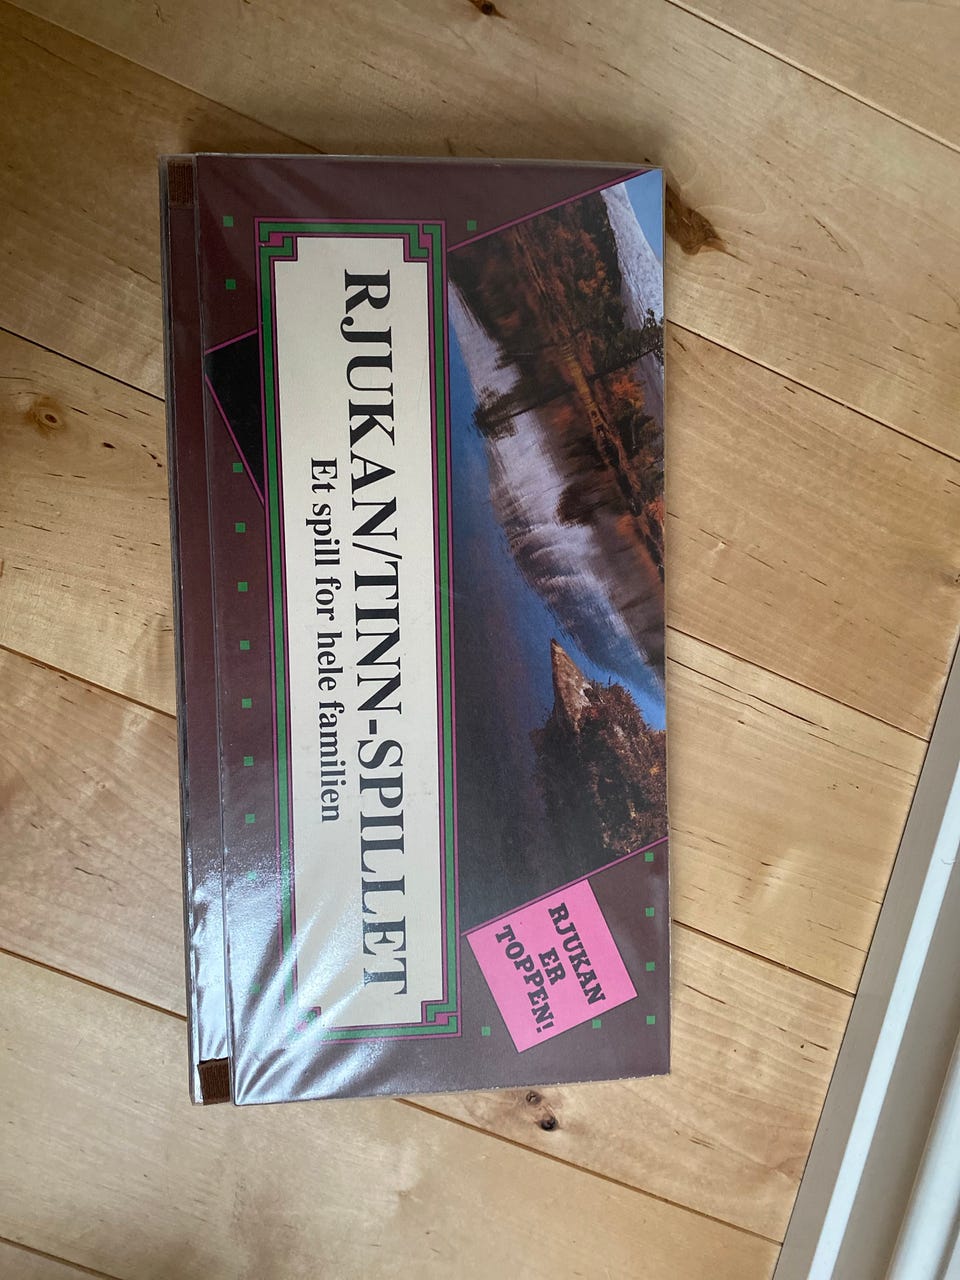 RJUKAN/TINN-SPILLET
Et spill for hele familien
RJUKAN
ER
TOPPEN!